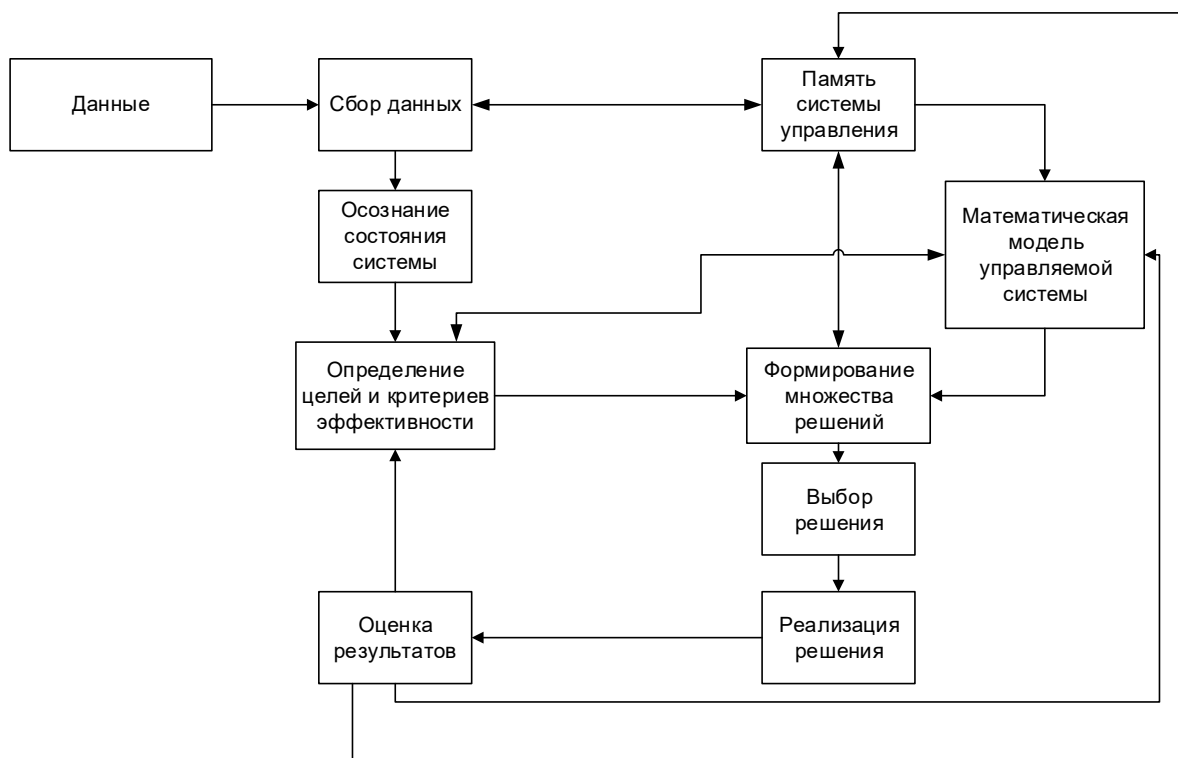 Данные
Сбор данных
Память
системы
управления
Осознание
состояния
системы
Математическая
модель
управляемой
системы
Определение
целей и критериев
эффективности
Формирование
множества
решений
Выбор
решения
Оценка
результатов
Реализация
решения